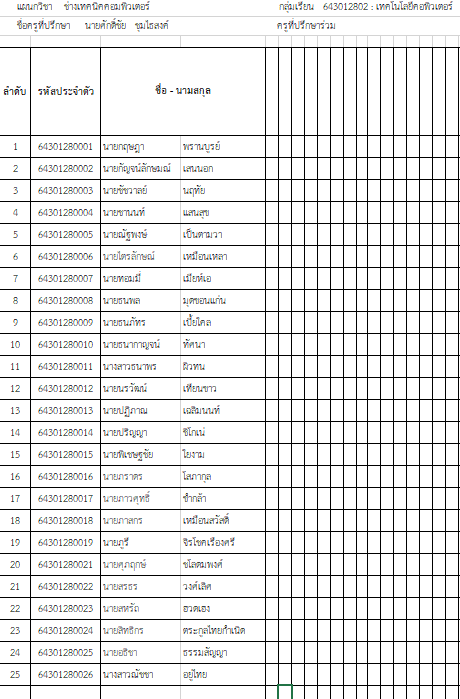 แผนกวิชา ช่างเทคนิคคอมพิวเตอร์ กลุ่มเรียน 643012802 : เทคโนโลยีคอมพิวเตอร์
ชื่อครูที่ปรึกษา นายศักดิ์ชัย ชุมไธสงค์ ครูที่ปรึกษาร่วม
ลำดับ รหัสประจำตัว ชื่อ - นามสกุล
1 64301280001 นายกฤษฎา พรานบูรย์
2 64301280002 นายกัญจน์ลักษมณ์ เสนนอก
3 64301280003 นายชัชวาลย์ นฤทัย
4 64301280004 นายชานนท์ แสนสุข
5 64301280005 นายณัฐพงษ์ เป็นตามวา
6 64301280006 นายไตรลักษณ์ เหมือนเหลา
7 64301280007 นายทอมมี่ เมียห์เอ
8 64301280008 นายธนพล มุดขอนแก่น
9 64301280009 นายธนภัทร เบี้ยไคล
10 64301280010 นายธนากาญจน์ ทัศนา
11 64301280011 นางสาวธนาพร ผิวทน
12 64301280012 นายนรวัฒน์ เทียนขาว
13 64301280013 นายปฏิภาณ เฉลิมนนท์
14 64301280014 นายปริญญา ชิโกเน่
15 64301280015 นายพิเชษฐชัย ใยงาม
16 64301280016 นายภราดร โสภากุล
17 64301280017 นายภาวศุทธิ์ ช่ำกล้า
18 64301280018 นายภาสกร เหมือนสวัสดิ์
19 64301280019 นายภูรี จิรโชคเรืองศรี
20 64301280021 นายศุภฤกษ์ ชโลดมพงศ์
21 64301280022 นายสรธร วงค์เลิศ
22 64301280023 นายสหรัถ ฮวดเฮง
23 64301280024 นายสิทธิกร ตระกูลไทยกำเนิด
24 64301280025 นายอธิชา ธรรมสัญญา
25 64301280026 นางสาวณัชชา อยู่ไทย